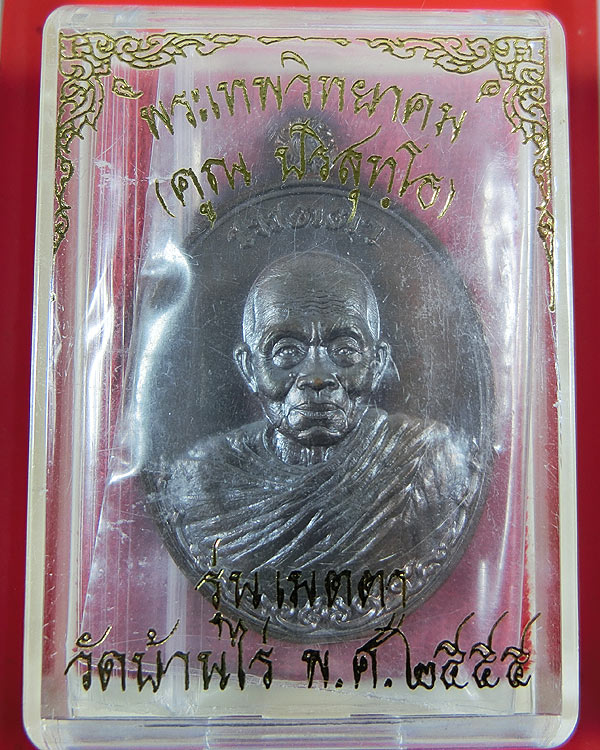 พระเทพวิทยาคม
(คูณ ปริสุทฺโธ)
รุ่น เมตตา
วัดบ้านไร่ พ.ศ.๒๕๕๕